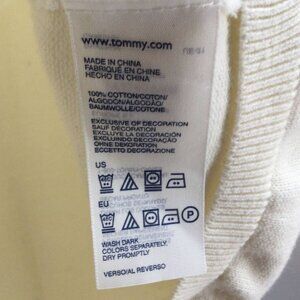 www.tommy.com
MADE IN CHINA
FABRIQUÉ EN CHINE
HECHO EN CHINA
100% COTTON/COTON/
ALGODÓN/ALGODÃO/
BAUMWOLLE/COTONE
EXCLUSIVE OF DECORATION
SAUF DÉCORATION
EXCLUYE LA DECORACIÓN
EXCLUINDO DECORAÇÃO
OHNE DEKORATION
ECCETTO DECORAZIONE
US
EU
P
WASH DARK
COLORS SEPARATELY.
DRY PROMPTLY
VERSO/AL REVERSO